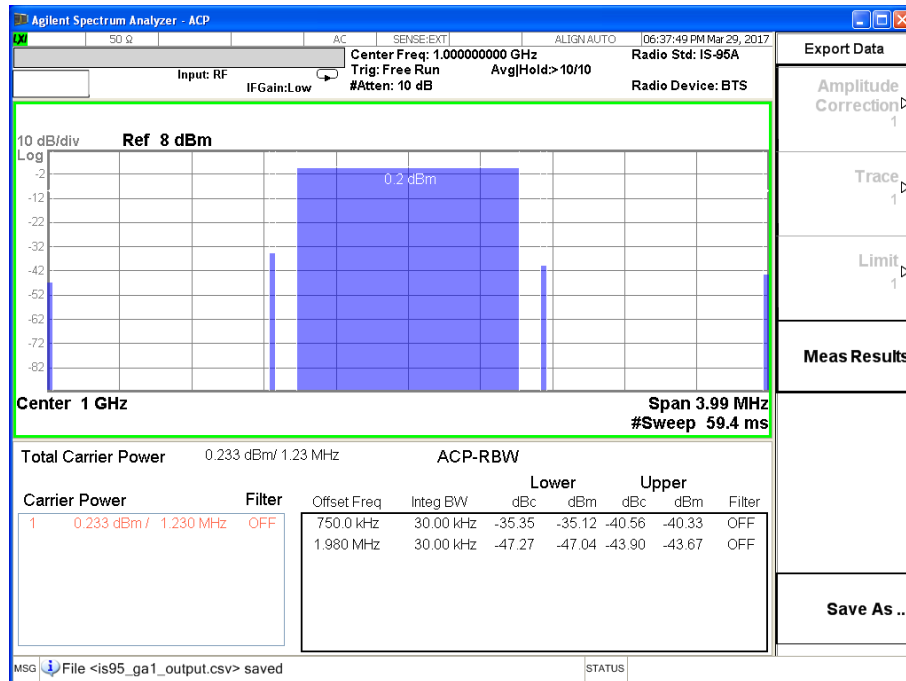 Agilent Spectrum Analyzer - ACP
LXI 50 Ω AC SENSE:EXT ALIGN AUTO 06:37:49 PM Mar 29, 2017
Center Freq: 1.000000000 GHz Radio Std: IS-95A
Input: RF Trig: Free Run Avg|Hold:>10/10
IFGain:Low #Atten: 10 dB Radio Device: BTS
10 dB/div Ref 8 dBm
Log
0.2 dBm
-2
-12
-22
-32
-42
-52
-62
-72
-82
Center 1 GHz Span 3.99 MHz
#Sweep 59.4 ms
Total Carrier Power 0.233 dBm/ 1.23 MHz ACP-RBW
Lower Upper
Carrier Power Filter Offset Freq Integ BW dBc dBm dBc dBm Filter
1 0.233 dBm / 1.230 MHz OFF 750.0 kHz 30.00 kHz -35.35 -35.12 -40.56 -40.33 OFF
1.980 MHz 30.00 kHz -47.27 -47.04 -43.90 -43.67 OFF
MSG File <is95_ga1_output.csv> saved STATUS
Export Data
Amplitude
Correction
1
Trace
1
Limit
1
Meas Results
Save As ..